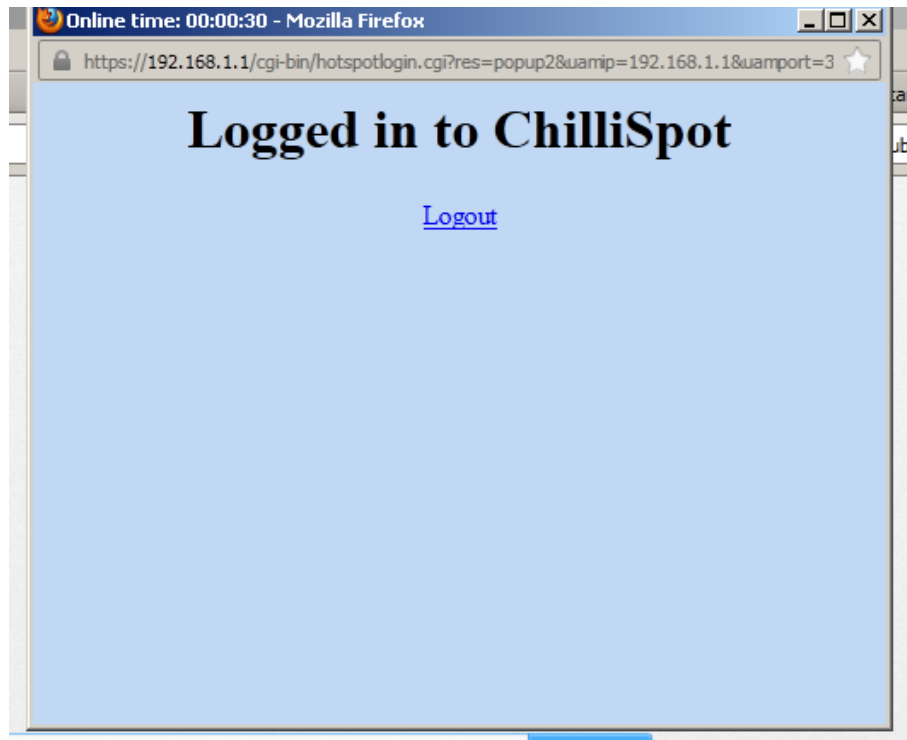 Online time: 00:00:30 - Mozilla Firefox
https://192.168.1.1/cgi-bin/hotspotlogin.cgi?res=popup2&uamip=192.168.1.1&uamport=3
Logged in to ChilliSpot
Logout